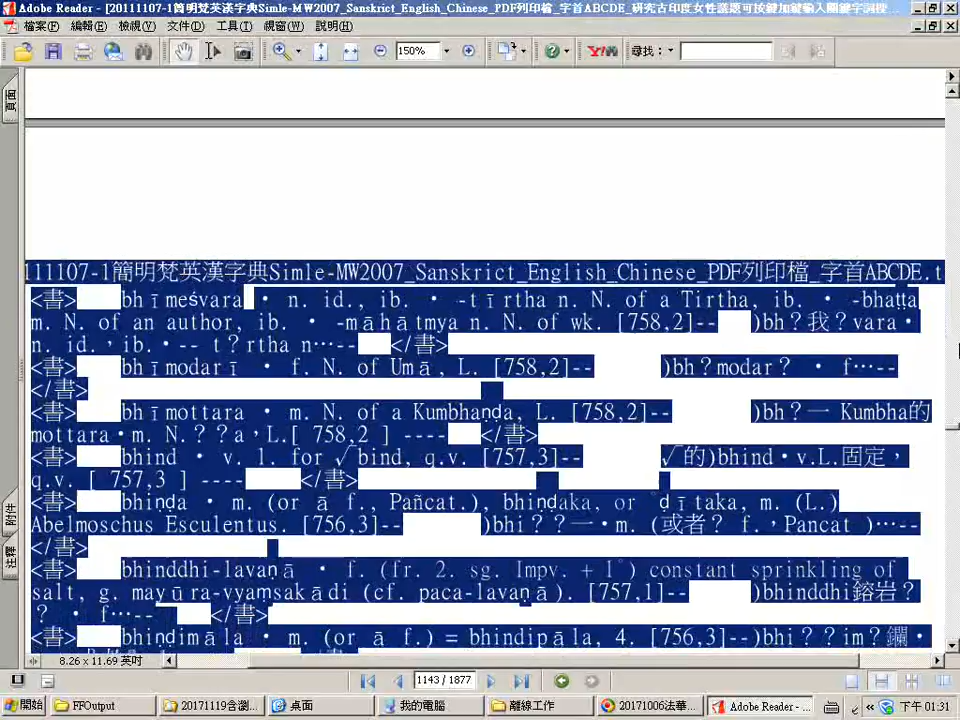 Adobe Reader - [20111107-1簡明梵英漢字典Simle-MW2007_Sanskrict_English_Chinese_PDF列印檔_字首ABCDE_研究古印度女性議題可按鍵加鍵輸入關鍵字詞搜...
檔案(F) 編輯(E) 檢視(V) 文件(D) 工具(T) 視窗(W) 說明(H)
150% Y! 尋找:
頁面
111107-1簡明梵英漢字典Simle-MW2007_Sanskrict_English_Chinese_PDF列印檔_字首ABCDE.t
<書> bhīmeśvara • n. id., ib. • -tīrtha n. N. of a Tirtha, ib. • -bhaṭṭa
m. N. of an author, ib. • -māhātmya n. N. of wk. [758,2]-- )bh？我？vara•
n. id.，ib.•-- t？rtha n…-- </書>
<書> bhīmodarī • f. N. of Umā, L. [758,2]-- )bh？modar？ • f…--
</書>
<書> bhīmottara • m. N. of a Kumbhaṇḍa, L. [758,2]-- )bh？一 Kumbha的
mottara•m. N.？？a，L.[ 758,2 ] ---- </書>
<書> bhind • v. l. for √bind, q.v. [757,3]-- √的)bhind•v.L.固定，
q.v. [ 757,3 ] ---- </書>
<書> bhiṇḍa • m. (or ā f., Pañcat.), bhiṇḍaka, or °ḍītaka, m. (L.)
Abelmoschus Esculentus. [756,3]-- )bhi？？一•m. (或者？ f.，Pancat )…--
</書>
<書> bhinddhi-lavaṇā • f. (fr. 2. sg. Impv. + l°) constant sprinkling of
salt, g. mayūra-vyaṃsakādi (cf. paca-lavaṇā). [757,1]-- )bhinddhi鎔岩？
？ • f…-- </書>
<書> bhiṇḍimāla • m. (or ā f.) = bhindipāla, 4. [756,3]--)bhi？？im？鑭•
附件
註釋
8.26 x 11.69 英吋
1143 / 1877
開始 FFOutput 20171119含瀏... 桌面 我的電腦 離線工作 20171006法華... Adobe Reader - ... 下午 01:31